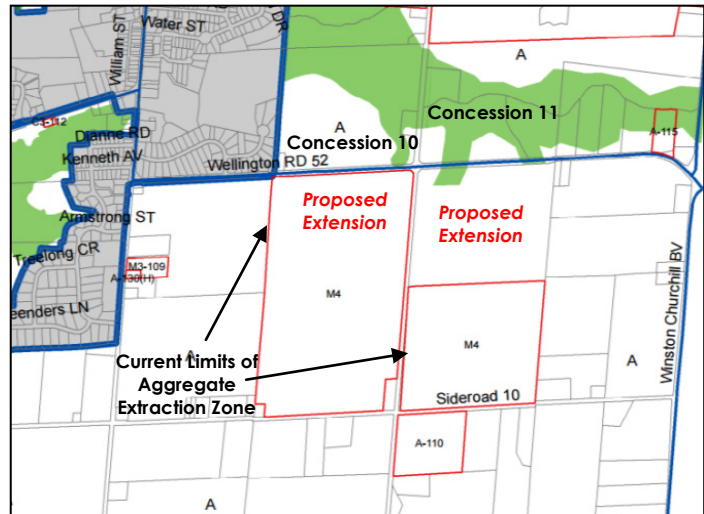 William ST
Water ST
DR
A
C1-112
Dianne RD
Kenneth AV
A
Concession 10
Concession 11
A-115
Wellington RD 52
Proposed
Extension
Proposed
Extension
Armstrong ST
Treelong CR
M3-109
A-130(H)
M4
eenders LN
A
Current Limits of
Aggregate
Extraction Zone
M4
A
Winston Churchill BV
Sideroad 10
A-110
A
A